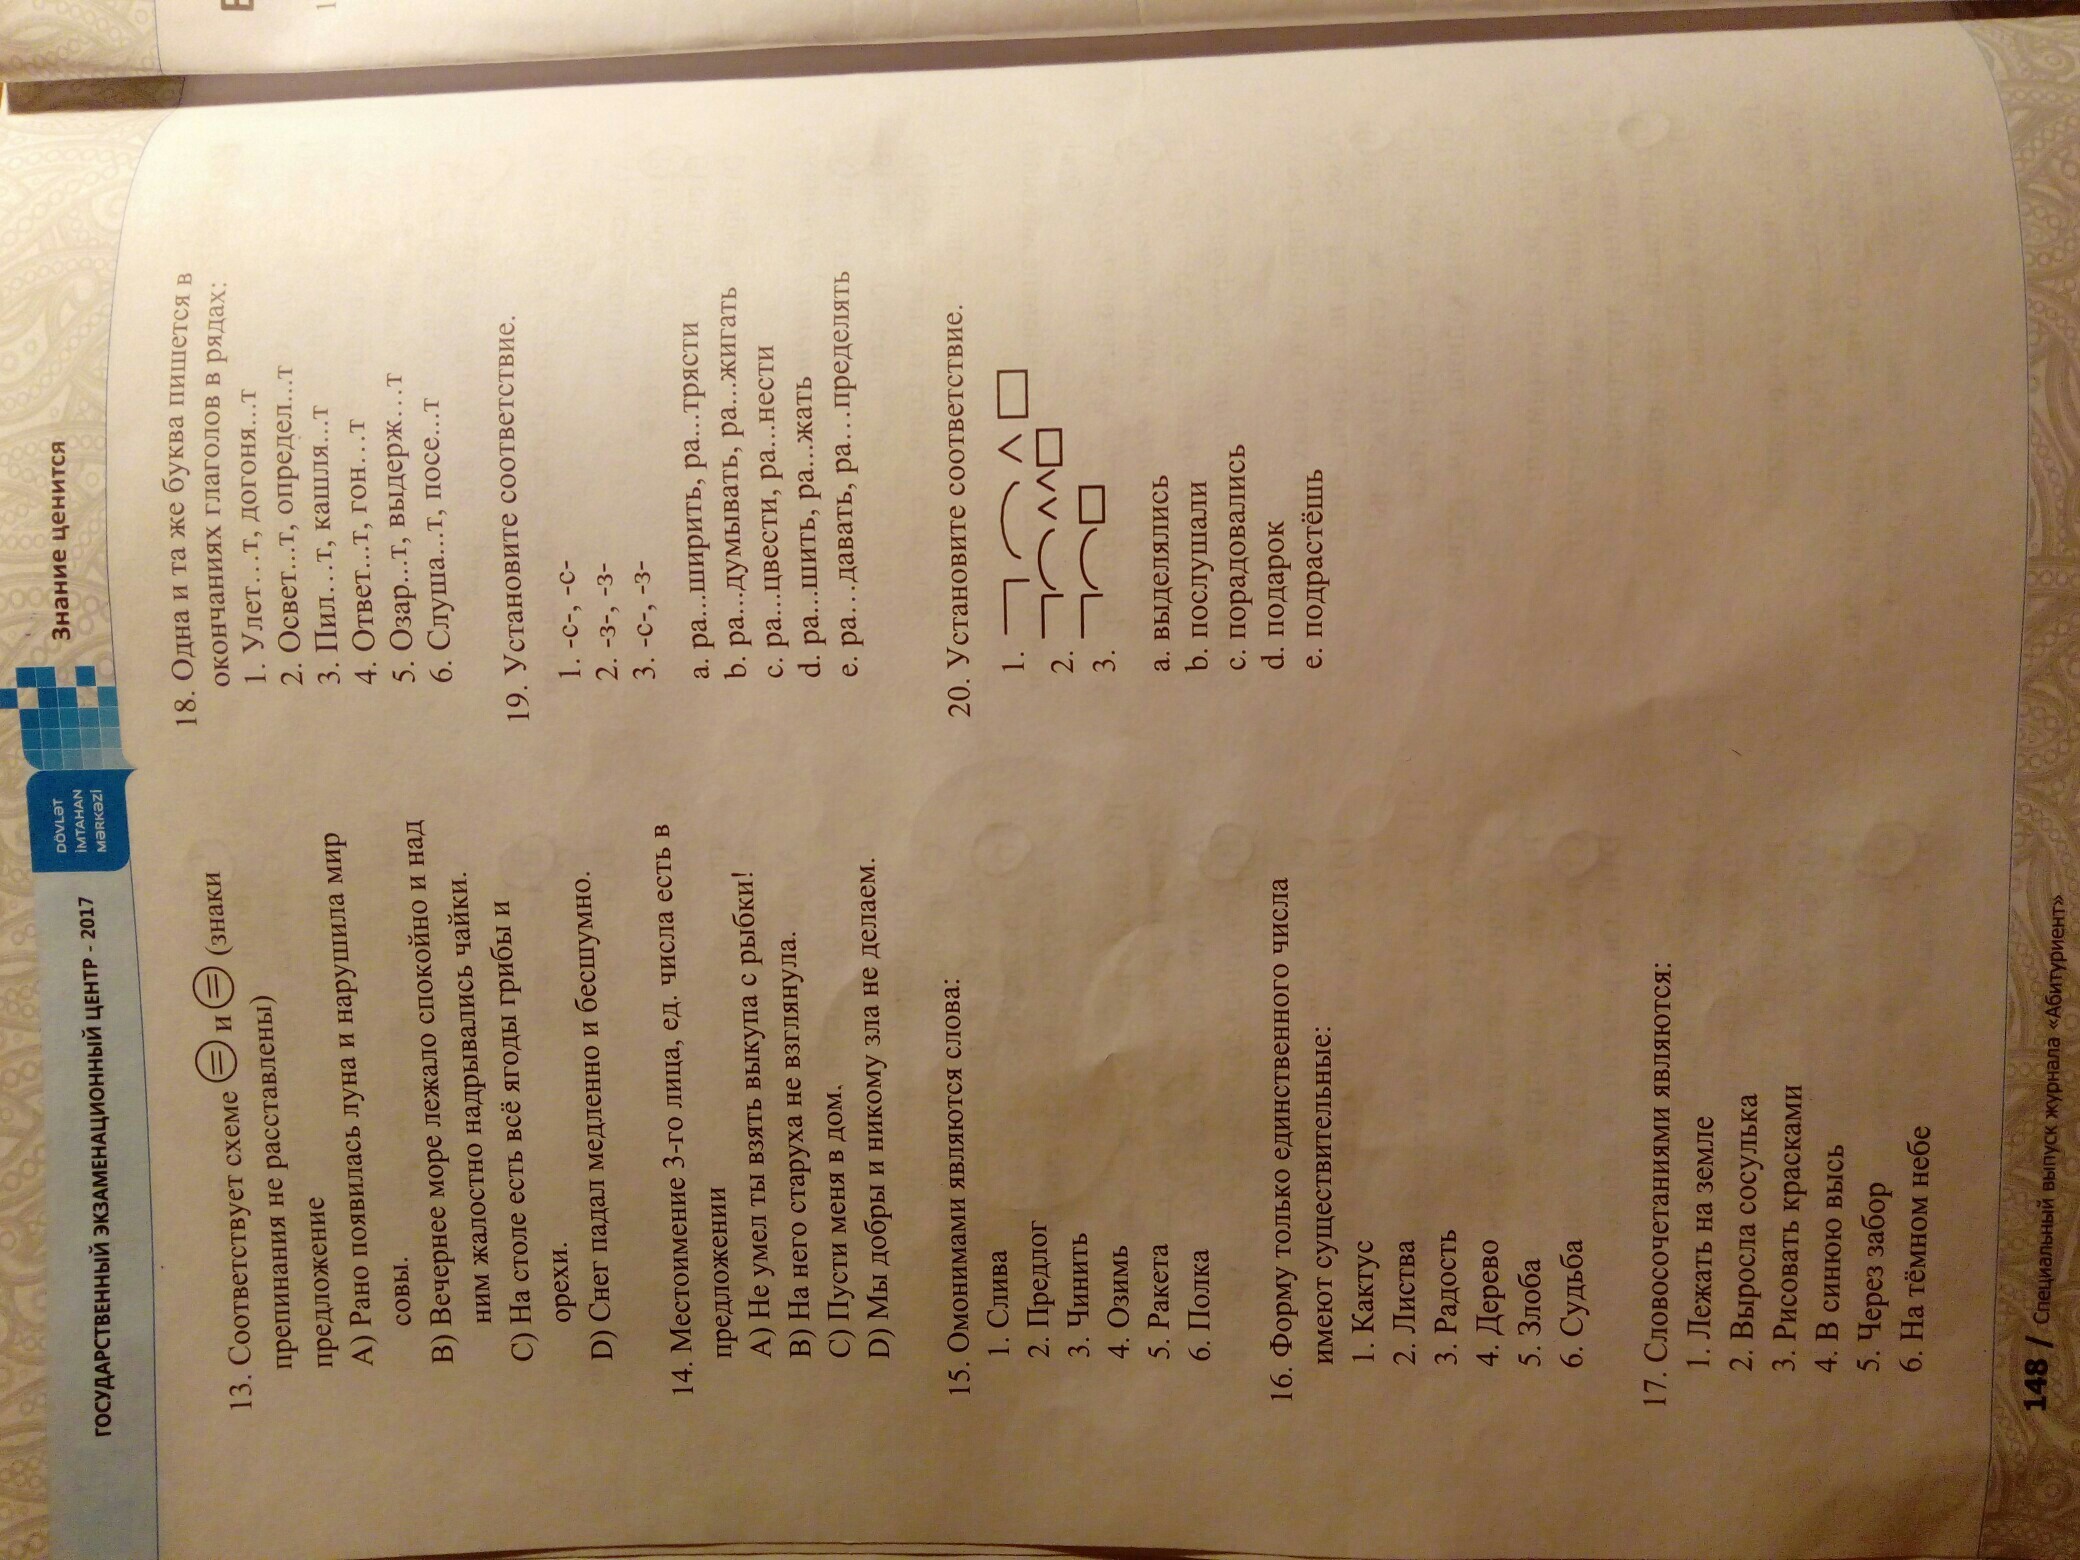 ГОСУДАРСТВЕННЫЙ ЭКЗАМЕНАЦИОННЫЙ ЦЕНТР - 2017
DÖVLƏT
İMTAHAN
MƏRKƏZİ
Знание ценится
13. Соответствует схеме и (знаки
препинания не расставлены)
предложение
A) Рано появилась луна и нарушила мир
совы.
B) Вечернее море лежало спокойно и над
ним жалостно надрывались чайки.
C) На столе есть всё ягоды грибы и
орехи.
D) Снег падал медленно и бесшумно.
14. Местоимение 3-го лица, ед. числа есть в
предложении
A) Не умел ты взять выкупа с рыбки!
B) На него старуха не взглянула.
C) Пусти меня в дом.
D) Мы добры и никому зла не делаем.
15. Омонимами являются слова:
1. Слива
2. Предлог
3. Чинить
4. Озимь
5. Ракета
6. Полка
16. Форму только единственного числа
имеют существительные:
1. Кактус
2. Листва
3. Радость
4. Дерево
5. Злоба
6. Судьба
17. Словосочетаниями являются:
1. Лежать на земле
2. Выросла сосулька
3. Рисовать красками
4. В синюю высь
5. Через забор
6. На тёмном небе
18. Одна и та же буква пишется в
окончаниях глаголов в рядах:
1. Улет…т, догоня...т
2. Освет...т, определ...т
3. Пил…т, кашля...т
4. Ответ...т, гон…т
5. Озар...т, выдерж…т
6. Слуша...т, посе...т
19. Установите соответствие.
1. -с-, -с-
2. -з-, -з-
3. -с-, -з-
a. ра...ширить, ра...трясти
b. ра...думывать, ра...жигать
c. ра...цвести, ра...нести
d. ра...шить, ра...жать
e. ра…давать, ра…пределять
20. Установите соответствие.
1.
2.
3.
a. выделялись
b. послушали
c. порадовались
d. подарок
e. подрастёшь
148 / Специальный выпуск журнала «Абитуриент»